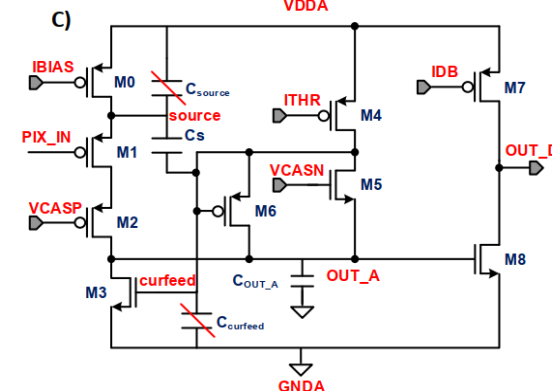 C)
VDDA
IBIAS
M0
Csource
source
ITHR
M4
IDB
M7
PIX_IN
M1
Cs
VCASN
M5
OUT_D
VCASP
M2
M6
M3
curfeed
COUT_A
OUT_A
M8
Ccurfeed
GNDA